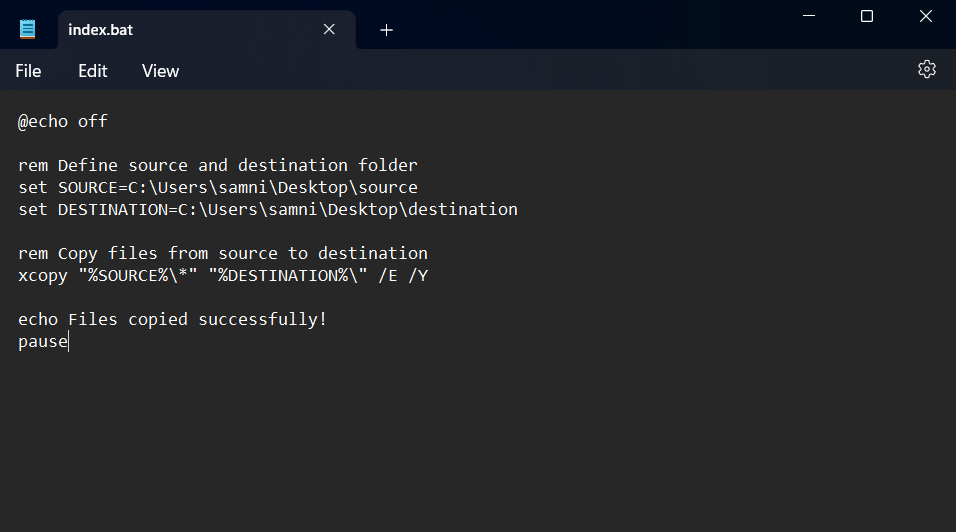 index.bat
File Edit View
@echo off
rem Define source and destination folder
set SOURCE=C:\Users\samni\Desktop\source
set DESTINATION=C:\Users\samni\Desktop\destination
rem Copy files from source to destination
xcopy "%SOURCE%\*" "%DESTINATION%\" /E /Y
echo Files copied successfully!
pause